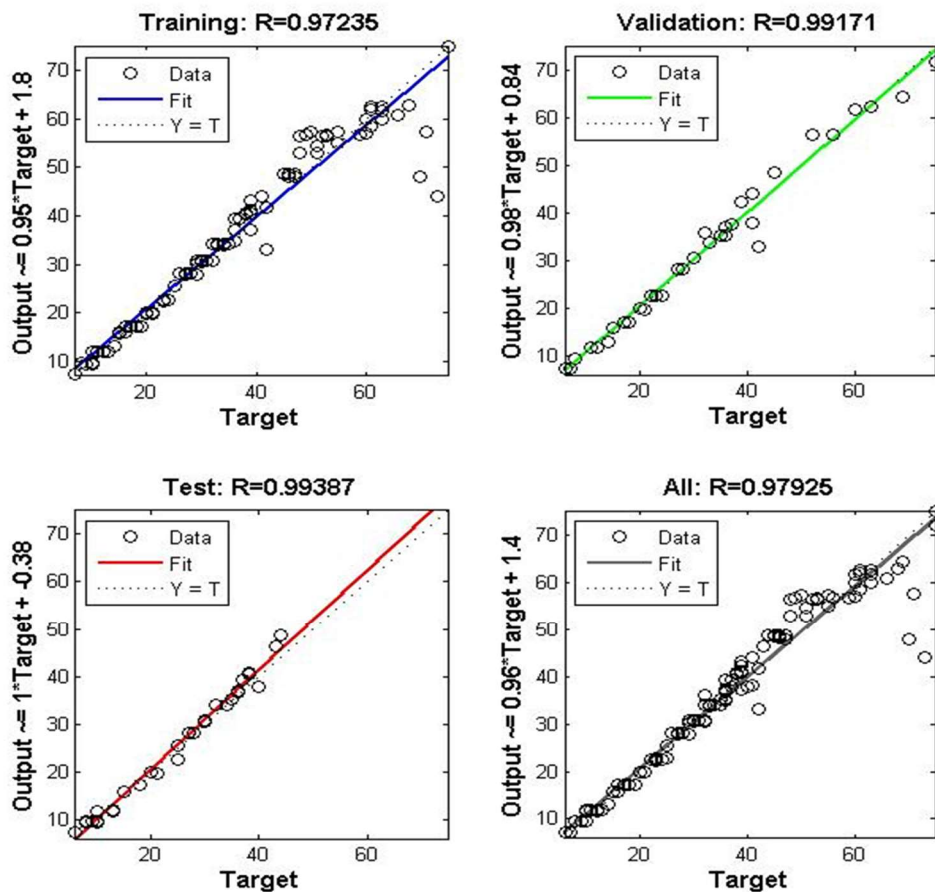 Training: R=0.97235
Output ~= 0.95*Target + 1.8
70
60
50
40
30
20
10
Data
Fit
Y = T
20
40
60
Target
Validation: R=0.99171
Output ~= 0.98*Target + 0.84
70
60
50
40
30
20
10
Data
Fit
Y = T
20
40
60
Target
Test: R=0.99387
Output ~= 1*Target + -0.38
70
60
50
40
30
20
10
Data
Fit
Y = T
20
40
60
Target
All: R=0.97925
Output ~= 0.96*Target + 1.4
70
60
50
40
30
20
10
Data
Fit
Y = T
20
40
60
Target